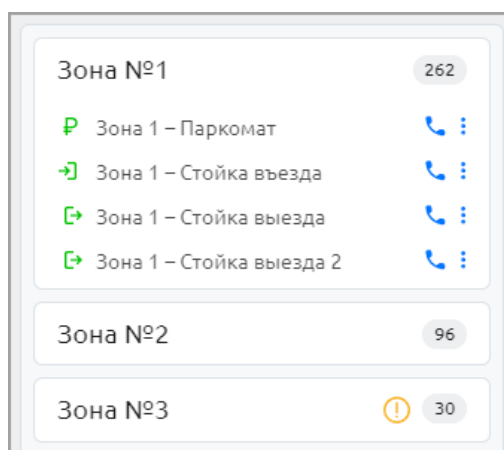 Зона №1 262
₽ Зона 1 – Паркомат
Зона 1 – Стойка въезда
Зона 1 – Стойка выезда
Зона 1 – Стойка выезда 2
Зона №2 96
Зона №3 30